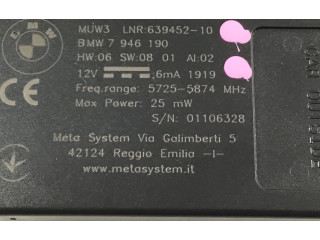 BMW
MUW3 LNR:639452-10
BMW 7 946 190
HW:06 SW:08 01 AI:02
12V ,6mA 1919
Freq.range: 5725-5874 MHz
Max Power: 25 mW
S/N: 01106328
CE
Meta System Via Galimberti 5
42124 Reggio Emilia -I-
www.metasystem.it